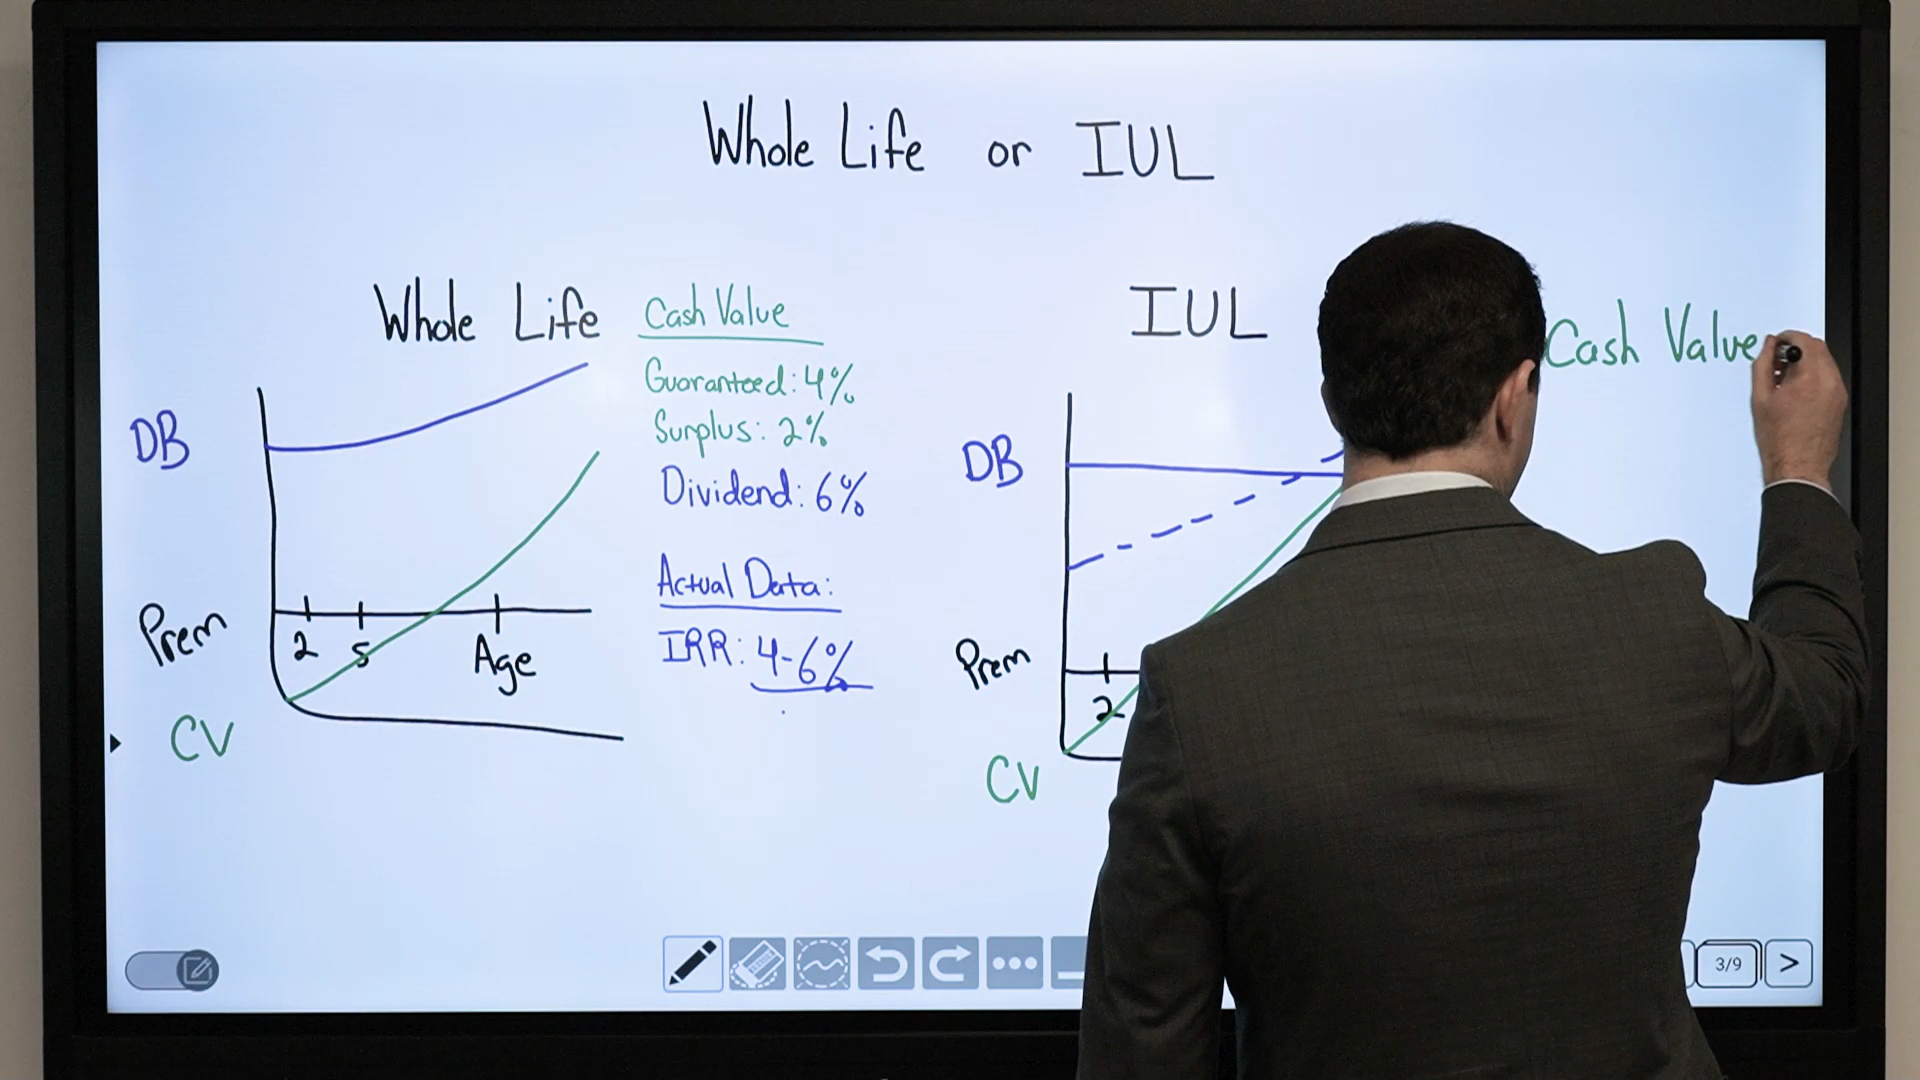 Whole Life or IUL
Whole Life
Cash Value
Guaranteed: 4%
Surplus: 2%
Dividend: 6%
Actual Data:
IRR: 4-6%
DB
Prem
2 5 Age
CV
IUL
Cash Value
DB
Prem
2
CV
3/9